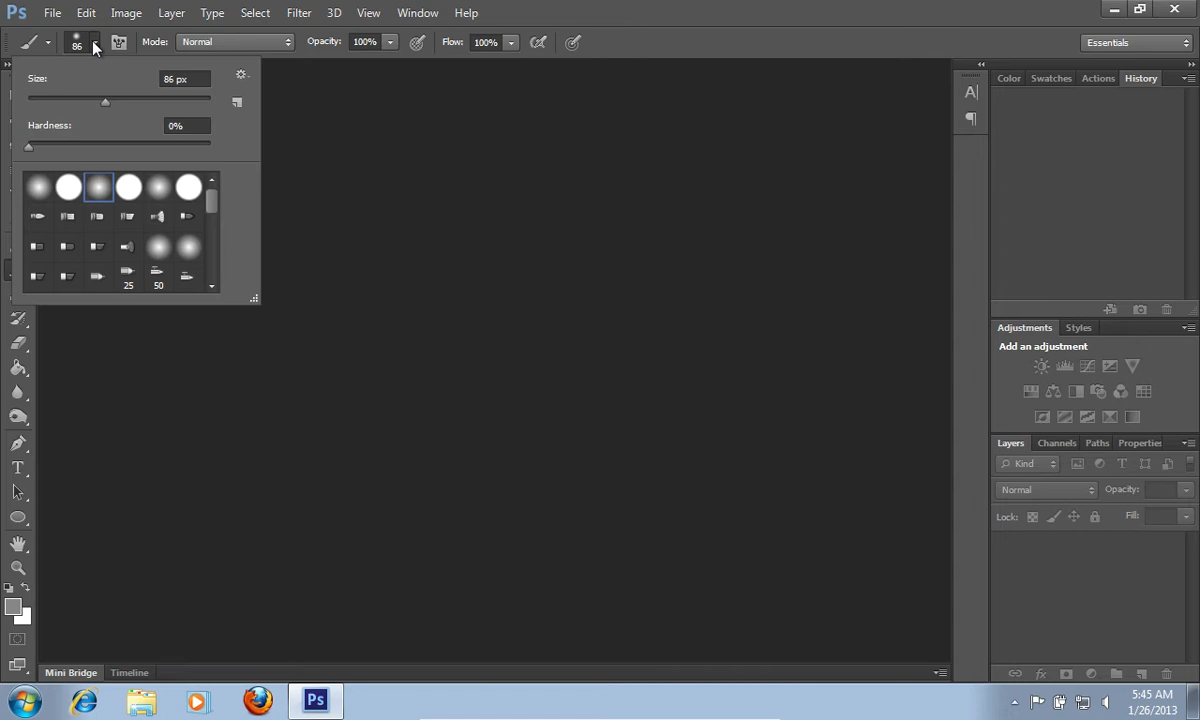 Ps File Edit Image Layer Type Select Filter 3D View Window Help
86 Mode: Normal Opacity: 100% Flow: 100% Essentials
Size: 86 px
Hardness: 0%
25 50
Color Swatches Actions History
A|
Adjustments Styles
Add an adjustment
Layers Channels Paths Properties
Kind T
Normal Opacity:
Lock: Fill:
T
Mini Bridge Timeline
fx
Ps
5:45 AM
1/26/2013